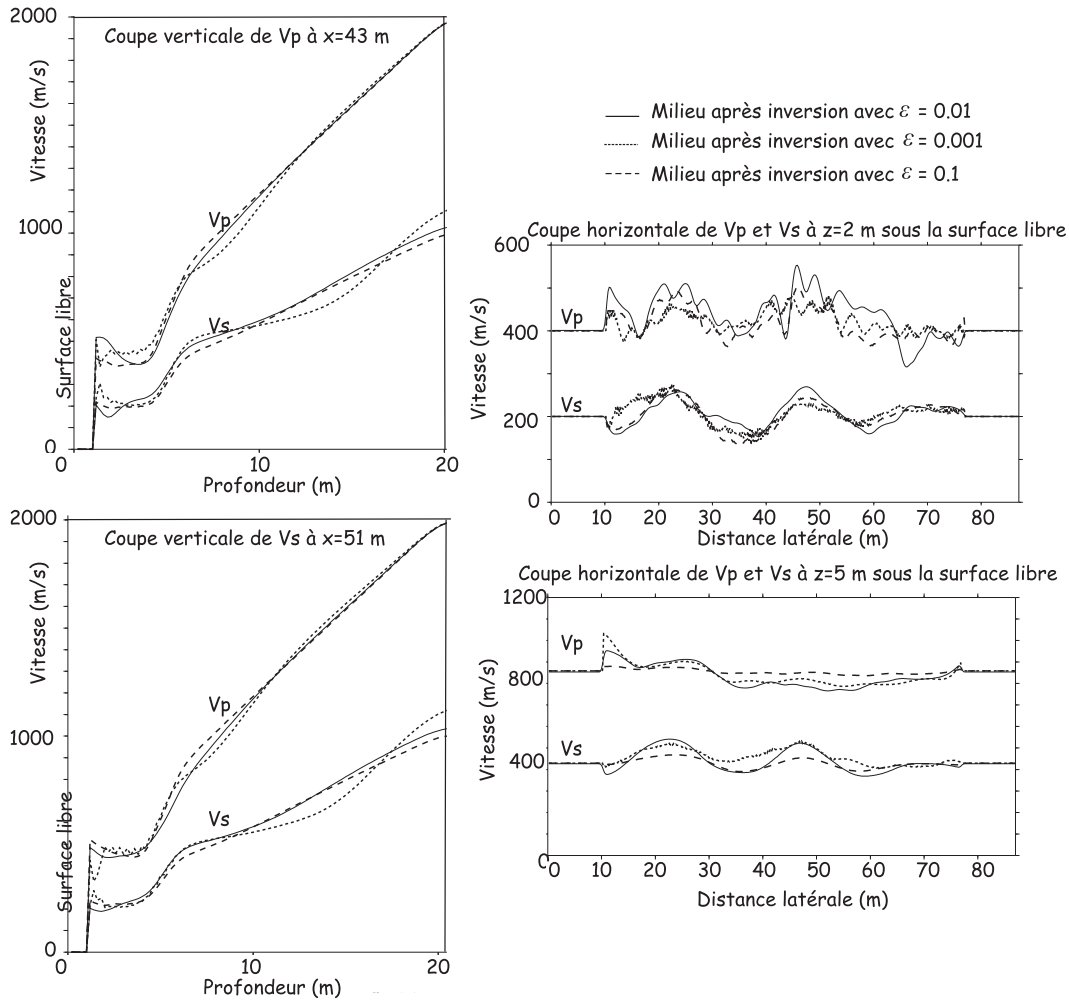 Coupe verticale de Vp à x=43 m
2000
1000
0
Vitesse (m/s)
Surface libre
Vp
Vs
0 10 20
Profondeur (m)
Milieu après inversion avec ε = 0.01
Milieu après inversion avec ε = 0.001
Milieu après inversion avec ε = 0.1
Coupe horizontale de Vp et Vs à z=2 m sous la surface libre
600
400
200
0
Vitesse (m/s)
Vp
Vs
0 10 20 30 40 50 60 70 80
Distance latérale (m)
Coupe verticale de Vs à x=51 m
2000
1000
0
Vitesse (m/s)
Surface libre
Vp
Vs
0 10 20
Profondeur (m)
Coupe horizontale de Vp et Vs à z=5 m sous la surface libre
1200
800
400
0
Vitesse (m/s)
Vp
Vs
0 10 20 30 40 50 60 70 80
Distance latérale (m)